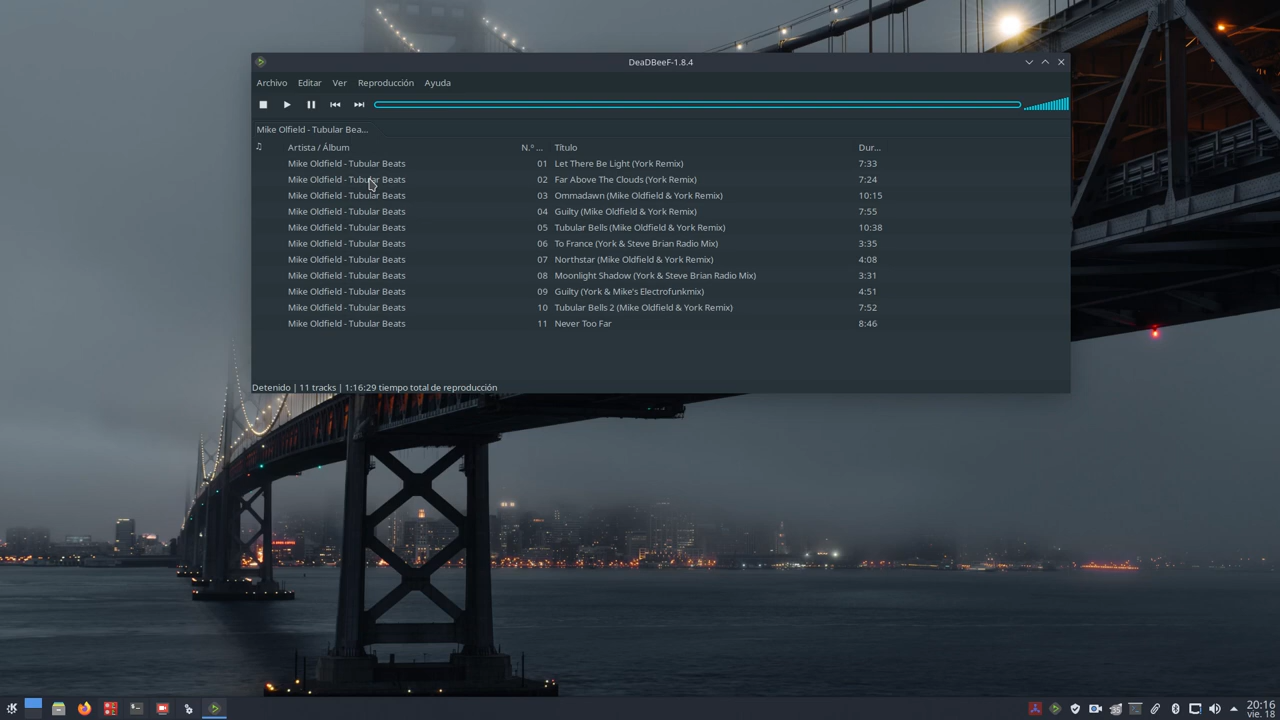 DeaDBeeF-1.8.4
Archivo Editar Ver Reproducción Ayuda
Mike Olfield - Tubular Bea...
Artista / Álbum N.º ... Título Dur...
Mike Oldfield - Tubular Beats 01 Let There Be Light (York Remix) 7:33
Mike Oldfield - Tubular Beats 02 Far Above The Clouds (York Remix) 7:24
Mike Oldfield - Tubular Beats 03 Ommadawn (Mike Oldfield & York Remix) 10:15
Mike Oldfield - Tubular Beats 04 Guilty (Mike Oldfield & York Remix) 7:55
Mike Oldfield - Tubular Beats 05 Tubular Bells (Mike Oldfield & York Remix) 10:38
Mike Oldfield - Tubular Beats 06 To France (York & Steve Brian Radio Mix) 3:35
Mike Oldfield - Tubular Beats 07 Northstar (Mike Oldfield & York Remix) 4:08
Mike Oldfield - Tubular Beats 08 Moonlight Shadow (York & Steve Brian Radio Mix) 3:31
Mike Oldfield - Tubular Beats 09 Guilty (York & Mike's Electrofunkmix) 4:51
Mike Oldfield - Tubular Beats 10 Tubular Bells 2 (Mike Oldfield & York Remix) 7:52
Mike Oldfield - Tubular Beats 11 Never Too Far 8:46
Detenido | 11 tracks | 1:16:29 tiempo total de reproducción
20:16
vie. 18